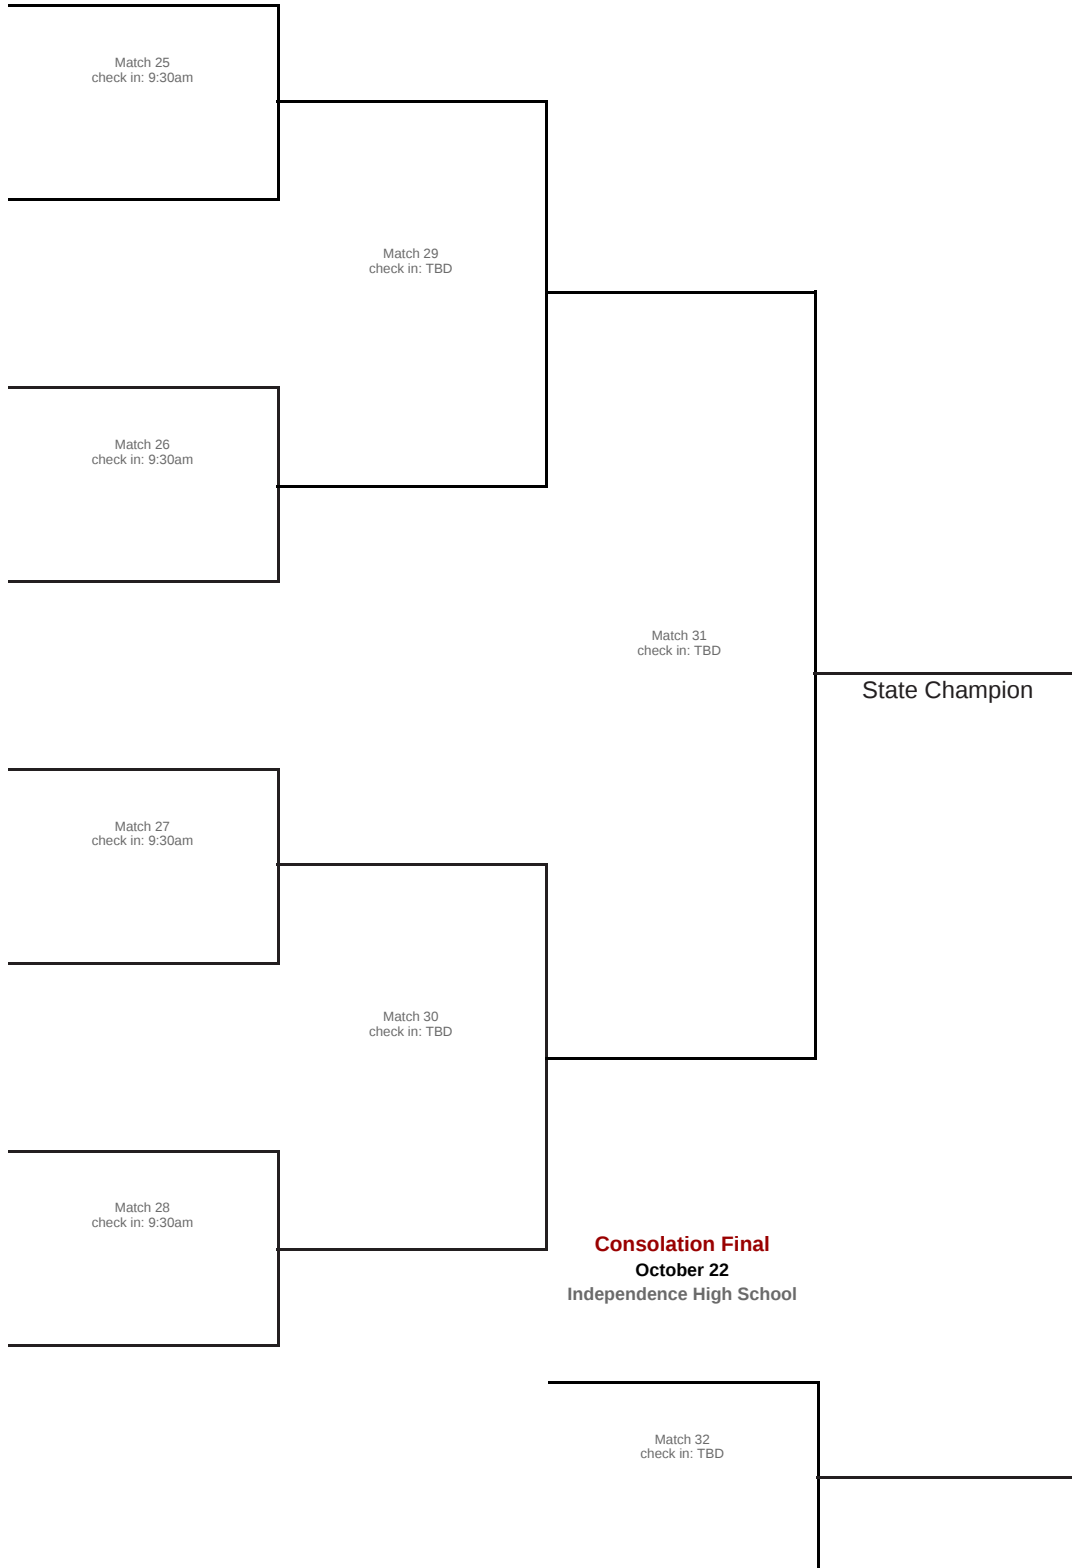 Match 25
check in: 9:30am
Match 29
check in: TBD
Match 26
check in: 9:30am
Match 31
check in: TBD
State Champion
Match 27
check in: 9:30am
Match 30
check in: TBD
Match 28
check in: 9:30am
Consolation Final
October 22
Independence High School
Match 32
check in: TBD